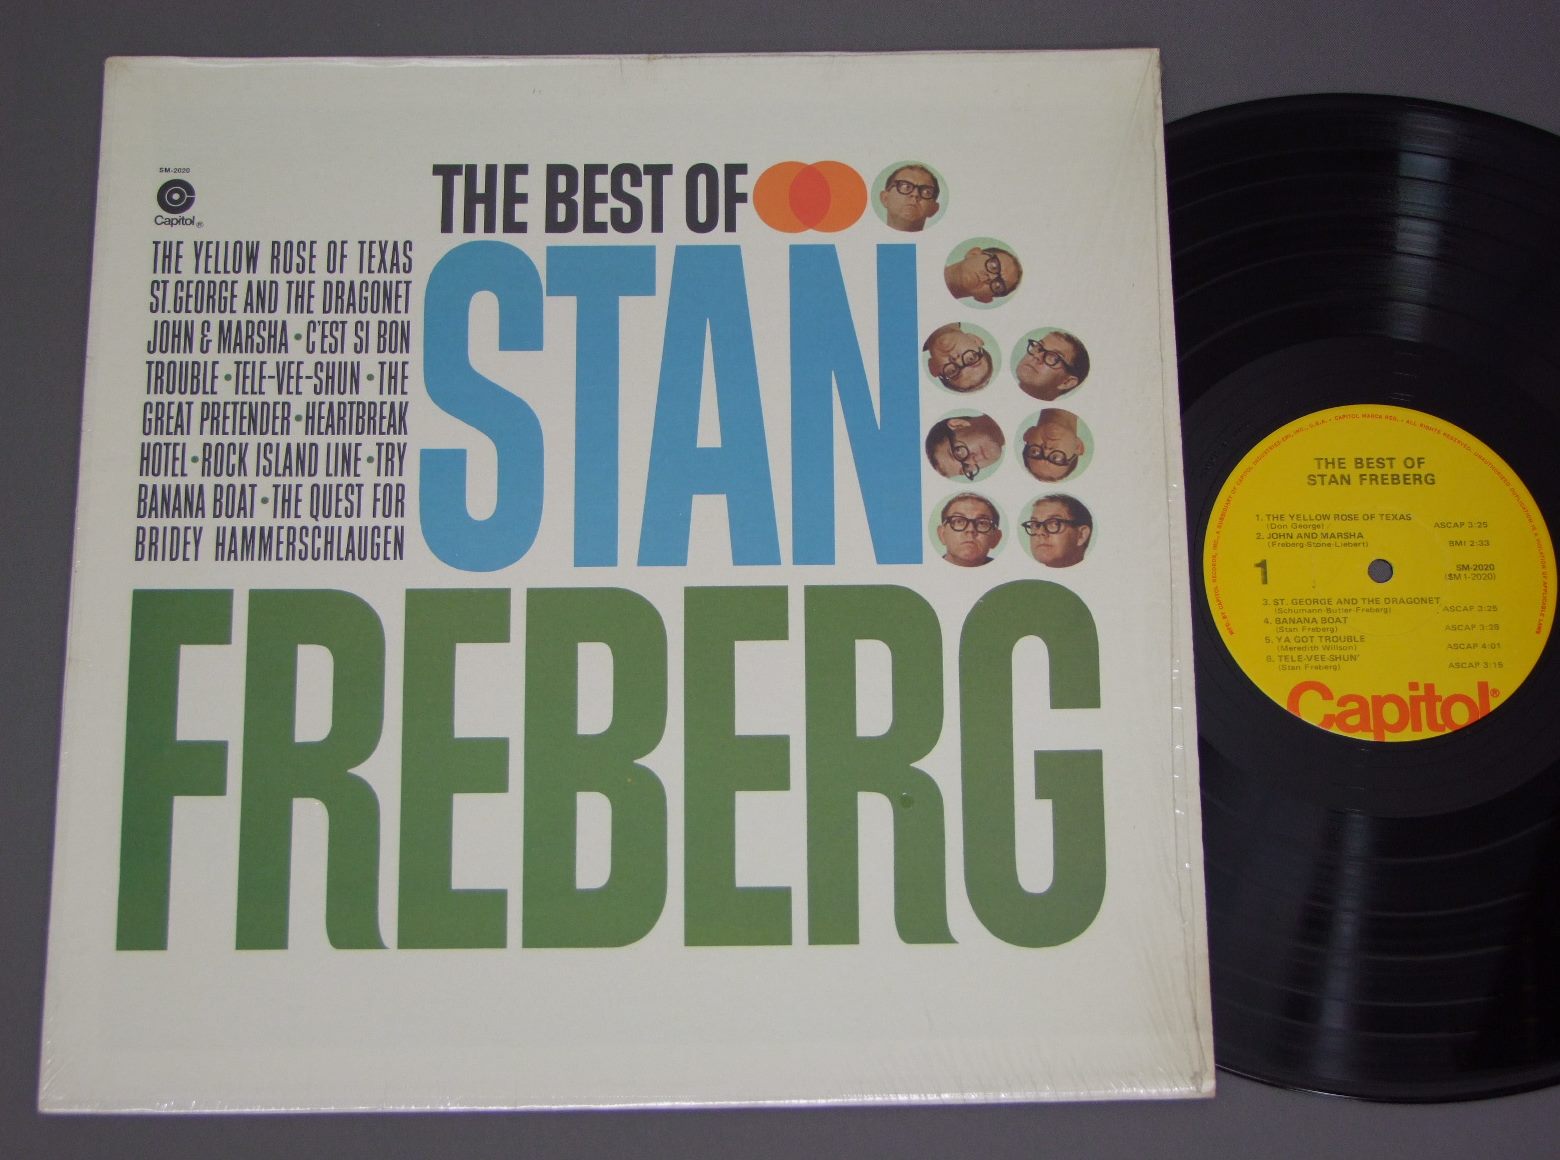 SM-2020
Capitol®
THE BEST OF
STAN
FREBERG
THE YELLOW ROSE OF TEXAS
ST.GEORGE AND THE DRAGONET
JOHN & MARSHA • C'EST SI BON
TROUBLE • TELE-VEE-SHUN • THE
GREAT PRETENDER • HEARTBREAK
HOTEL • ROCK ISLAND LINE • TRY
BANANA BOAT • THE QUEST FOR
BRIDEY HAMMERSCHLAUGEN
THE BEST OF
STAN FREBERG
1. THE YELLOW ROSE OF TEXAS
(Don George) ASCAP 3:25
2. JOHN AND MARSHA
(Freberg-Stone-Liebert) BMI 2:33
1
SM-2020
(SM1-2020)
3. ST. GEORGE AND THE DRAGONET
(Schumann-Butler-Freberg) ASCAP
4. BANANA BOAT
(Stan Freberg) ASCAP
5. YA GOT TROUBLE
(Meredith Willson) ASCAP 4:01
6. TELE-VEE-SHUN'
(Stan Freberg) ASCAP 3:15
Capitol®